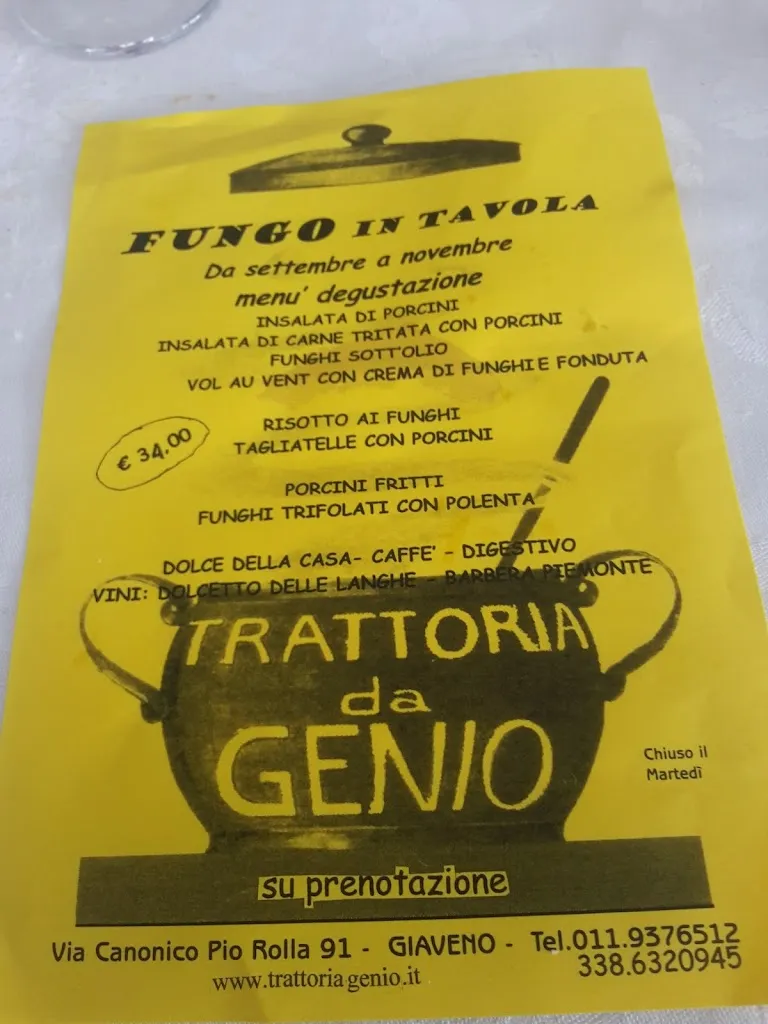 FUNGO IN TAVOLA
Da settembre a novembre
menu' degustazione
INSALATA DI PORCINI
INSALATA DI CARNE TRITATA CON PORCINI
FUNGHI SOTT'OLIO
VOL AU VENT CON CREMA DI FUNGHI E FONDUTA
€ 34,00
RISOTTO AI FUNGHI
TAGLIATELLE CON PORCINI
PORCINI FRITTI
FUNGHI TRIFOLATI CON POLENTA
DOLCE DELLA CASA- CAFFE' - DIGESTIVO
VINI: DOLCETTO DELLE LANGHE - BARBERA PIEMONTE
TRATTORIA
da
GENIO
Chiuso il
Martedì
su prenotazione
Via Canonico Pio Rolla 91 - GIAVENO - Tel.011.9376512
338.6320945
www.trattoria genio.it